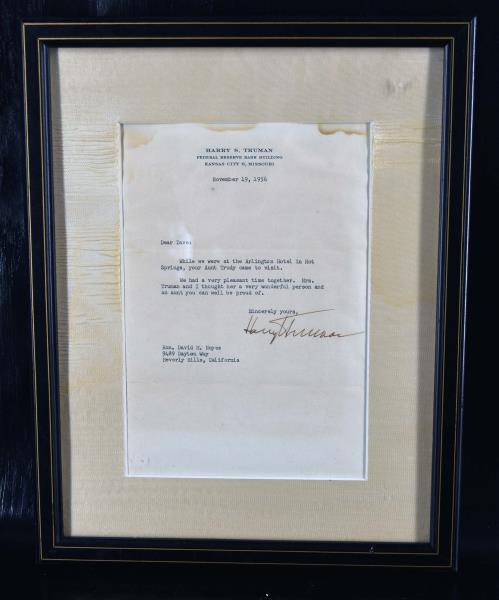 HARRY S. TRUMAN
FEDERAL RESERVE BANK BUILDING
KANSAS CITY 6, MISSOURI
November 19, 1956
Dear Dave:
While we were at the Arlington Hotel in Hot
Springs, your Aunt Trudy came to visit.
We had a very pleasant time together. Mrs.
Truman and I thought her a very wonderful person and
an aunt you can well be proud of.
Sincerely yours,
Harry S Truman
Hon. David M. Noyes
9489 Dayton Way
Beverly Hills, California